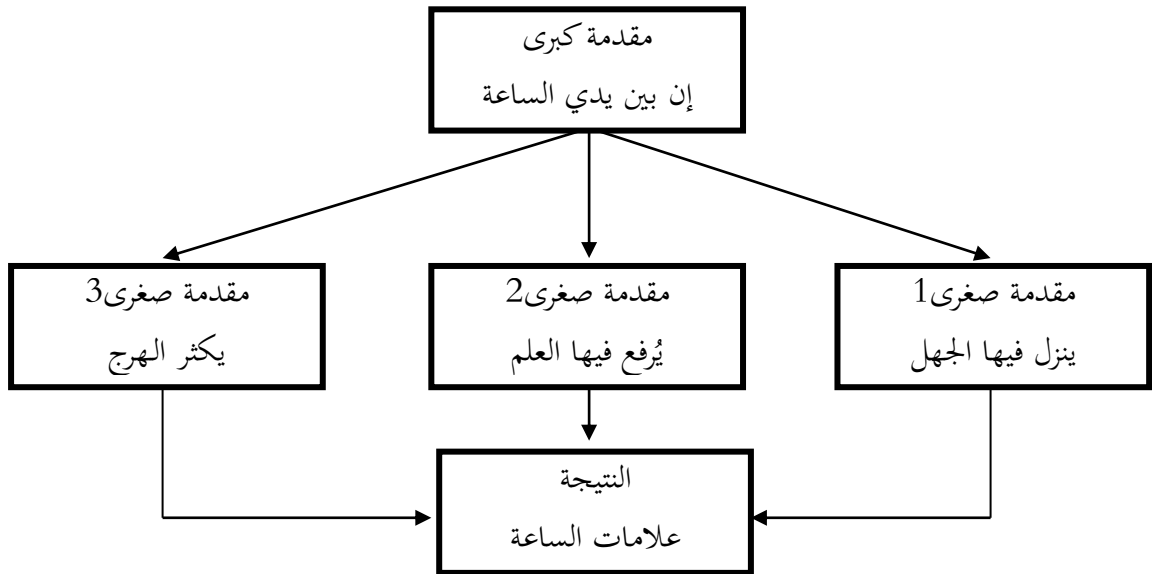 مقدمة كبرى
إن بين يدي الساعة
مقدمة صغرى1
ينزل فيها الجهل
مقدمة صغرى2
يُرفع فيها العلم
مقدمة صغرى3
يكثر الهرج
النتيجة
علامات الساعة